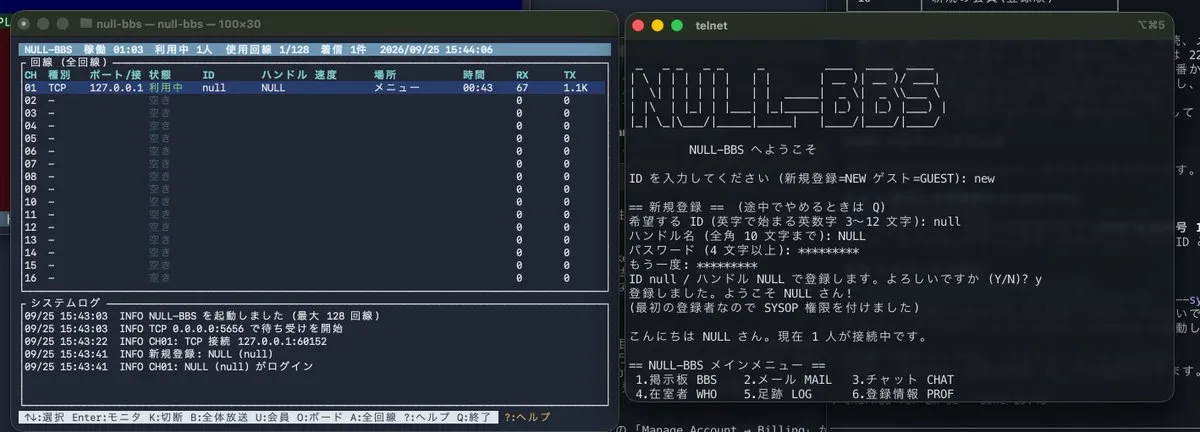 null-bbs — null-bbs — 100×30
NULL-BBS 稼働 01:03 利用中 1人 使用回線 1/128 着信 1件 2026/09/25 15:44:06
回線 (全回線)
CH 種別 ポート/接 状態 ID ハンドル 速度 場所 時間 RX TX
01 TCP 127.0.0.1 利用中 null NULL メニュー 00:43 67 1.1K
02 - 空き 0 0
03 - 空き 0 0
04 - 空き 0 0
05 - 空き 0 0
06 - 空き 0 0
07 - 空き 0 0
08 - 空き 0 0
09 - 空き 0 0
10 - 空き 0 0
11 - 空き 0 0
12 - 空き 0 0
13 - 空き 0 0
14 - 空き 0 0
15 - 空き 0 0
16 - 空き 0 0
システムログ
09/25 15:43:03 INFO NULL-BBS を起動しました (最大 128 回線)
09/25 15:43:03 INFO TCP 0.0.0.0:5656 で待ち受けを開始
09/25 15:43:22 INFO CH01: TCP 接続 127.0.0.1:60152
09/25 15:43:41 INFO 新規登録: NULL (null)
09/25 15:43:41 INFO CH01: NULL (null) がログイン
↑↓:選択 Enter:モニタ K:切断 B:全体放送 U:会員 O:ボード A:全回線 ?:ヘルプ Q:終了 ?:ヘルプ
telnet
⌥⌘5
NULL-BBS
NULL-BBS へようこそ
ID を入力してください (新規登録=NEW ゲスト=GUEST): new
== 新規登録 == (途中でやめるときは Q)
希望する ID (英字で始まる英数字 3〜12 文字): null
ハンドル名 (全角 10 文字まで): NULL
パスワード (4 文字以上): *********
もう一度: *********
ID null / ハンドル NULL で登録します。よろしいですか (Y/N)? y
登録しました。ようこそ NULL さん!
(最初の登録者なので SYSOP 権限を付けました)
こんにちは NULL さん。現在 1 人が接続中です。
== NULL-BBS メインメニュー ==
1.掲示板 BBS 2.メール MAIL 3.チャット CHAT
4.在室者 WHO 5.足跡 LOG 6.登録情報 PROF
の「Manage Account → Billing」か